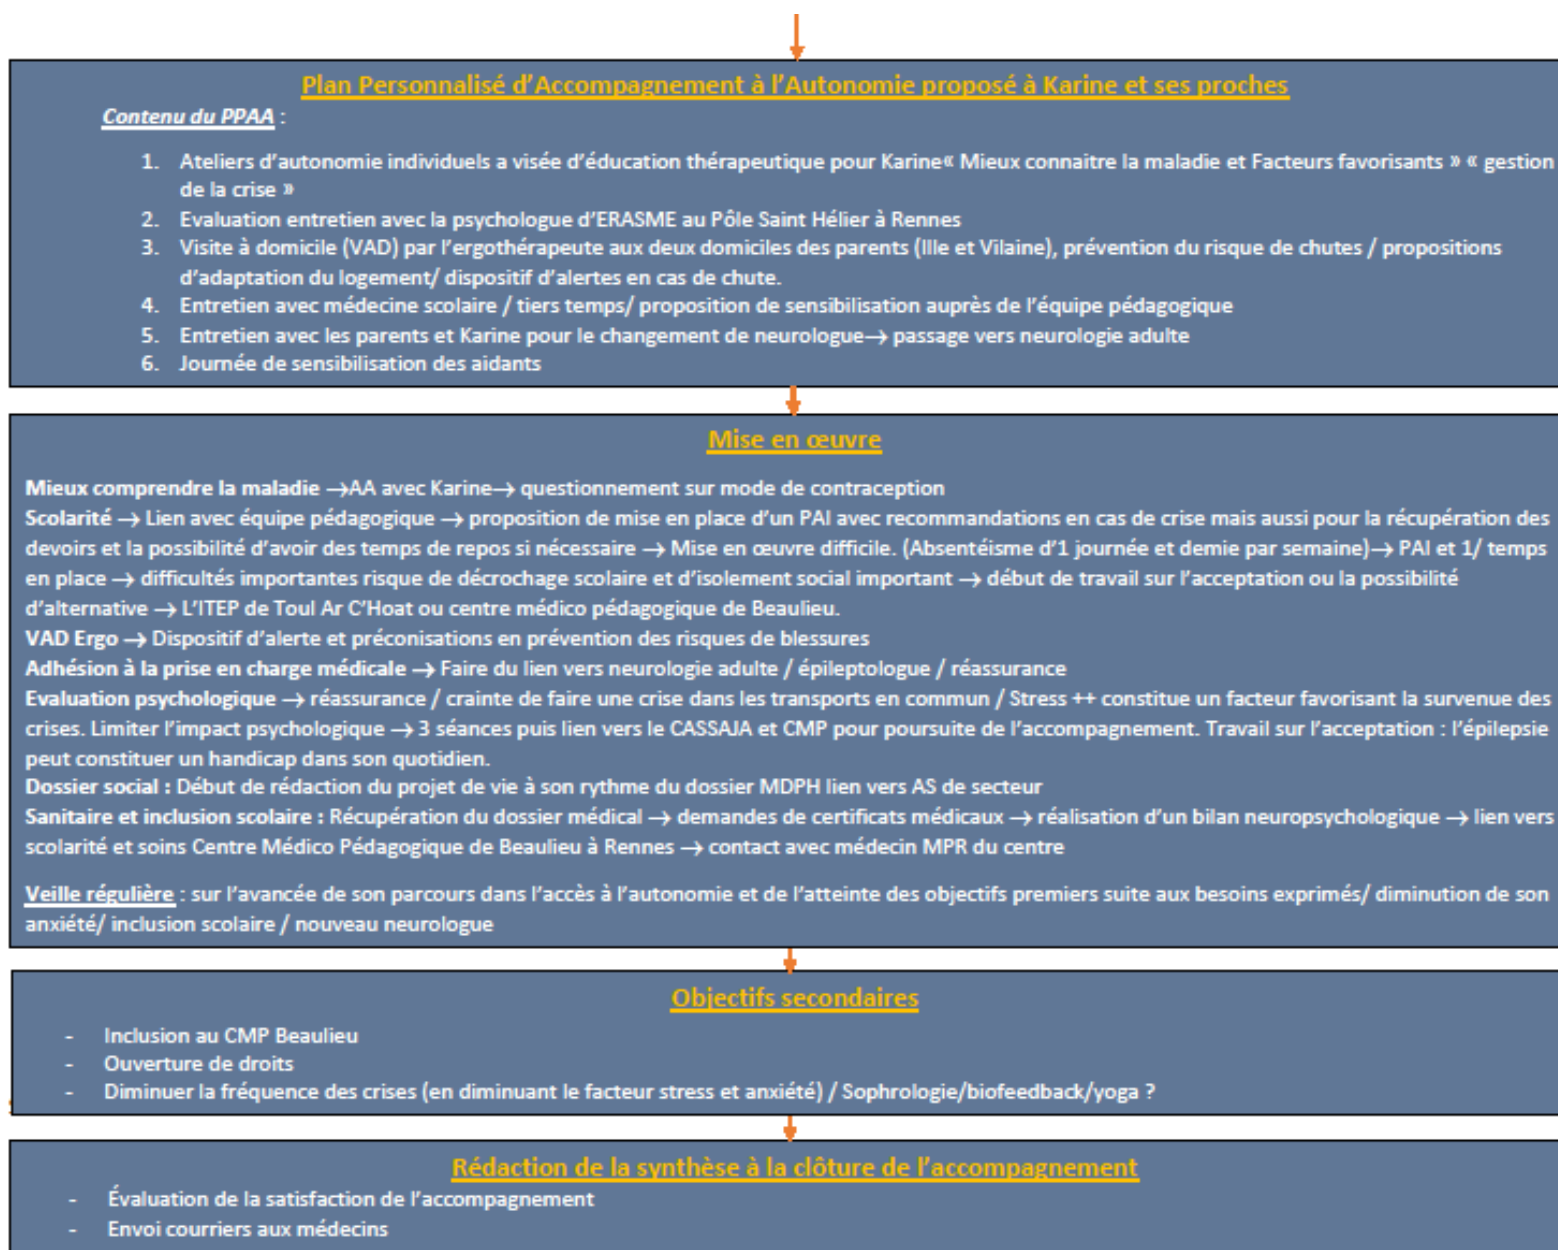 Plan Personnalisé d'Accompagnement à l'Autonomie proposé à Karine et ses proches
Contenu du PPAA :
1. Ateliers d'autonomie individuels a visée d'éducation thérapeutique pour Karine« Mieux connaitre la maladie et Facteurs favorisants » « gestion
de la crise »
2. Evaluation entretien avec la psychologue d'ERASME au Pôle Saint Hélier à Rennes
3. Visite à domicile (VAD) par l'ergothérapeute aux deux domiciles des parents (Ille et Vilaine), prévention du risque de chutes / propositions
d'adaptation du logement/ dispositif d'alertes en cas de chute.
4. Entretien avec médecine scolaire / tiers temps/ proposition de sensibilisation auprès de l'équipe pédagogique
5. Entretien avec les parents et Karine pour le changement de neurologue→ passage vers neurologie adulte
6. Journée de sensibilisation des aidants
Mise en œuvre
Mieux comprendre la maladie →AA avec Karine→ questionnement sur mode de contraception
Scolarité → Lien avec équipe pédagogique → proposition de mise en place d'un PAI avec recommandations en cas de crise mais aussi pour la récupération des
devoirs et la possibilité d'avoir des temps de repos si nécessaire → Mise en œuvre difficile. (Absentéisme d'1 journée et demie par semaine)→ PAI et 1/ temps
en place → difficultés importantes risque de décrochage scolaire et d'isolement social important → début de travail sur l'acceptation ou la possibilité
d'alternative → L'ITEP de Toul Ar C'Hoat ou centre médico pédagogique de Beaulieu.
VAD Ergo → Dispositif d'alerte et préconisations en prévention des risques de blessures
Adhésion à la prise en charge médicale → Faire du lien vers neurologie adulte / épileptologue / réassurance
Evaluation psychologique → réassurance / crainte de faire une crise dans les transports en commun / Stress ++ constitue un facteur favorisant la survenue des
crises. Limiter l'impact psychologique → 3 séances puis lien vers le CASSAJA et CMP pour poursuite de l'accompagnement. Travail sur l'acceptation : l'épilepsie
peut constituer un handicap dans son quotidien.
Dossier social : Début de rédaction du projet de vie à son rythme du dossier MDPH lien vers AS de secteur
Sanitaire et inclusion scolaire : Récupération du dossier médical → demandes de certificats médicaux → réalisation d'un bilan neuropsychologique → lien vers
scolarité et soins Centre Médico Pédagogique de Beaulieu à Rennes → contact avec médecin MPR du centre
Veille régulière : sur l'avancée de son parcours dans l'accès à l'autonomie et de l'atteinte des objectifs premiers suite aux besoins exprimés/ diminution de son
anxiété/ inclusion scolaire / nouveau neurologue
Objectifs secondaires
- Inclusion au CMP Beaulieu
- Ouverture de droits
- Diminuer la fréquence des crises (en diminuant le facteur stress et anxiété) / Sophrologie/biofeedback/yoga ?
Rédaction de la synthèse à la clôture de l'accompagnement
- Évaluation de la satisfaction de l'accompagnement
- Envoi courriers aux médecins